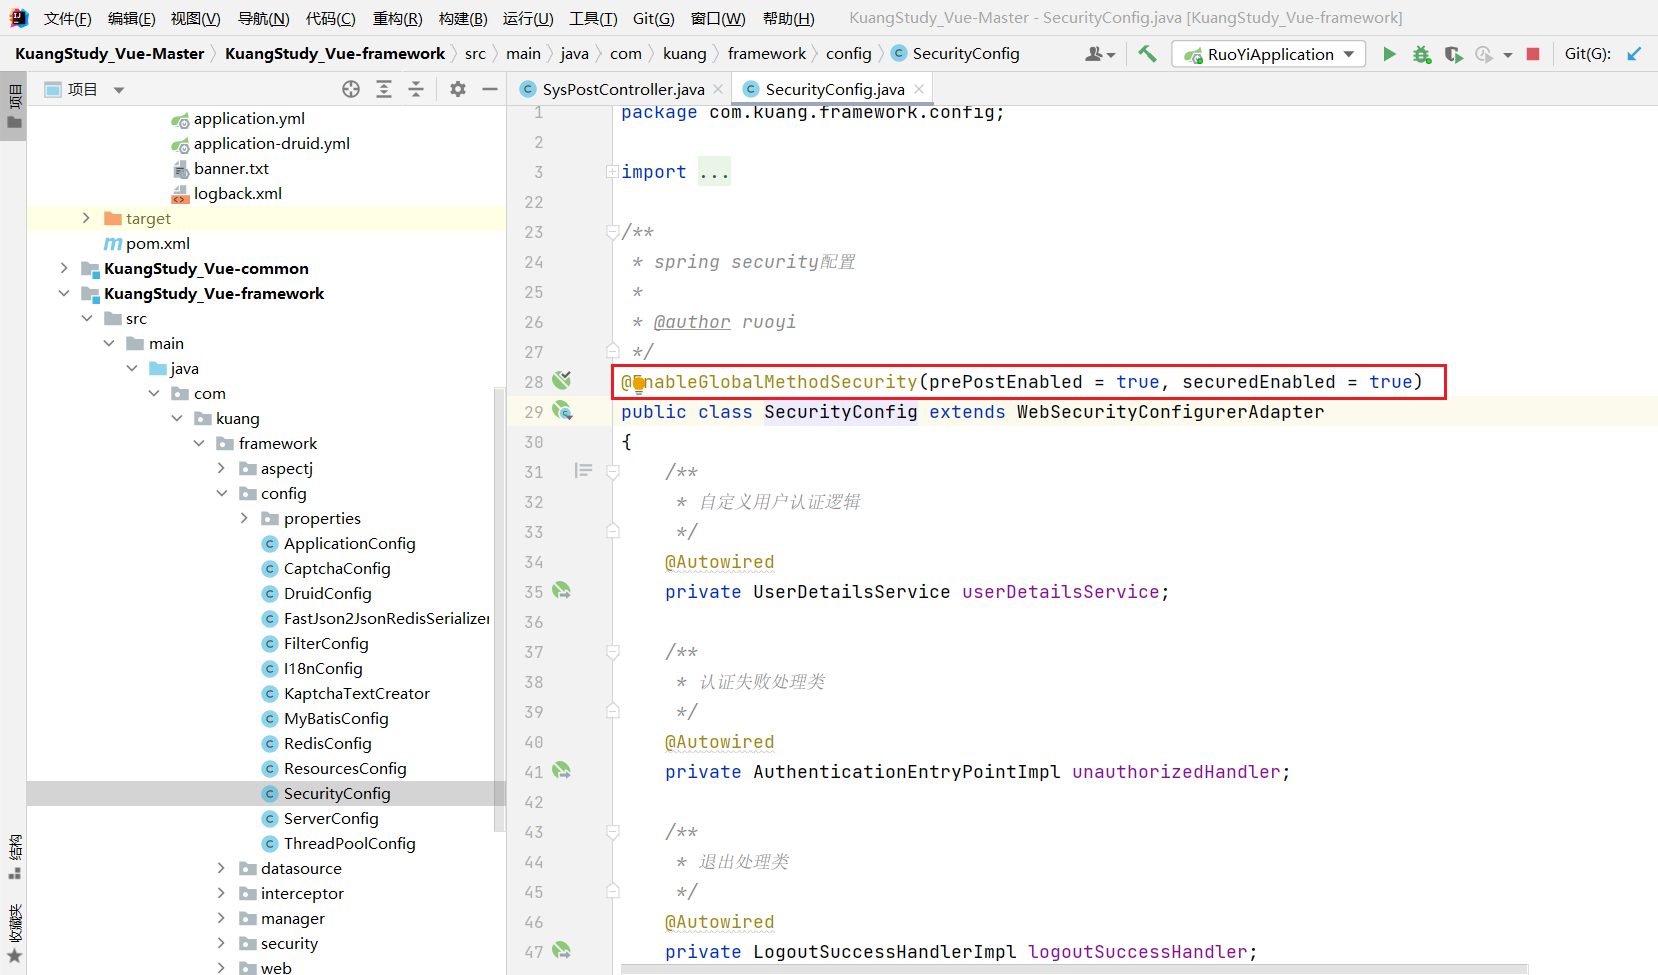 文件(F) 编辑(E) 视图(V) 导航(N) 代码(C) 重构(R) 构建(B) 运行(U) 工具(T) Git(G) 窗口(W) 帮助(H) KuangStudy_Vue-Master - SecurityConfig.java [KuangStudy_Vue-framework]
KuangStudy_Vue-Master KuangStudy_Vue-framework src main java com kuang framework config SecurityConfig RuoYiApplication Git(G):
项目
项目
SysPostController.java SecurityConfig.java
application.yml
application-druid.yml
banner.txt
logback.xml
target
pom.xml
KuangStudy_Vue-common
KuangStudy_Vue-framework
src
main
java
com
kuang
framework
aspectj
config
properties
ApplicationConfig
CaptchaConfig
DruidConfig
FastJson2JsonRedisSerializer
FilterConfig
I18nConfig
KaptchaTextCreator
MyBatisConfig
RedisConfig
ResourcesConfig
SecurityConfig
ServerConfig
ThreadPoolConfig
datasource
interceptor
manager
security
web
结构
收藏夹
1 package com.kuang.framework.config;
2
3 import ...
22
23 /**
24 * spring security配置
25 *
26 * @author ruoyi
27 */
28 @EnableGlobalMethodSecurity(prePostEnabled = true, securedEnabled = true)
29 public class SecurityConfig extends WebSecurityConfigurerAdapter
30 {
31 /**
32 * 自定义用户认证逻辑
33 */
34 @Autowired
35 private UserDetailsService userDetailsService;
36
37 /**
38 * 认证失败处理类
39 */
40 @Autowired
41 private AuthenticationEntryPointImpl unauthorizedHandler;
42
43 /**
44 * 退出处理类
45 */
46 @Autowired
47 private LogoutSuccessHandlerImpl logoutSuccessHandler;